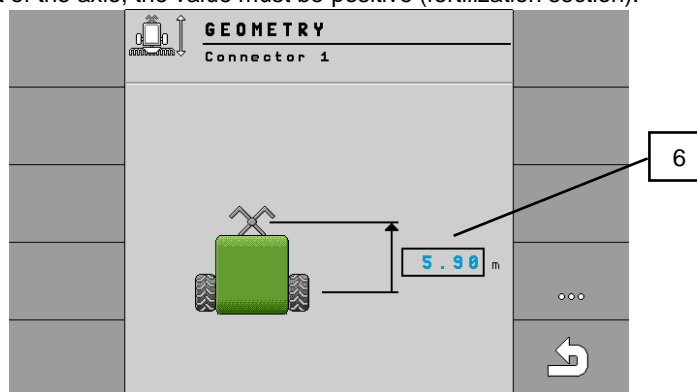 of the axle, the value must be positive (fertilization section).
GEOMETRY
Connector 1
6
5.90 m